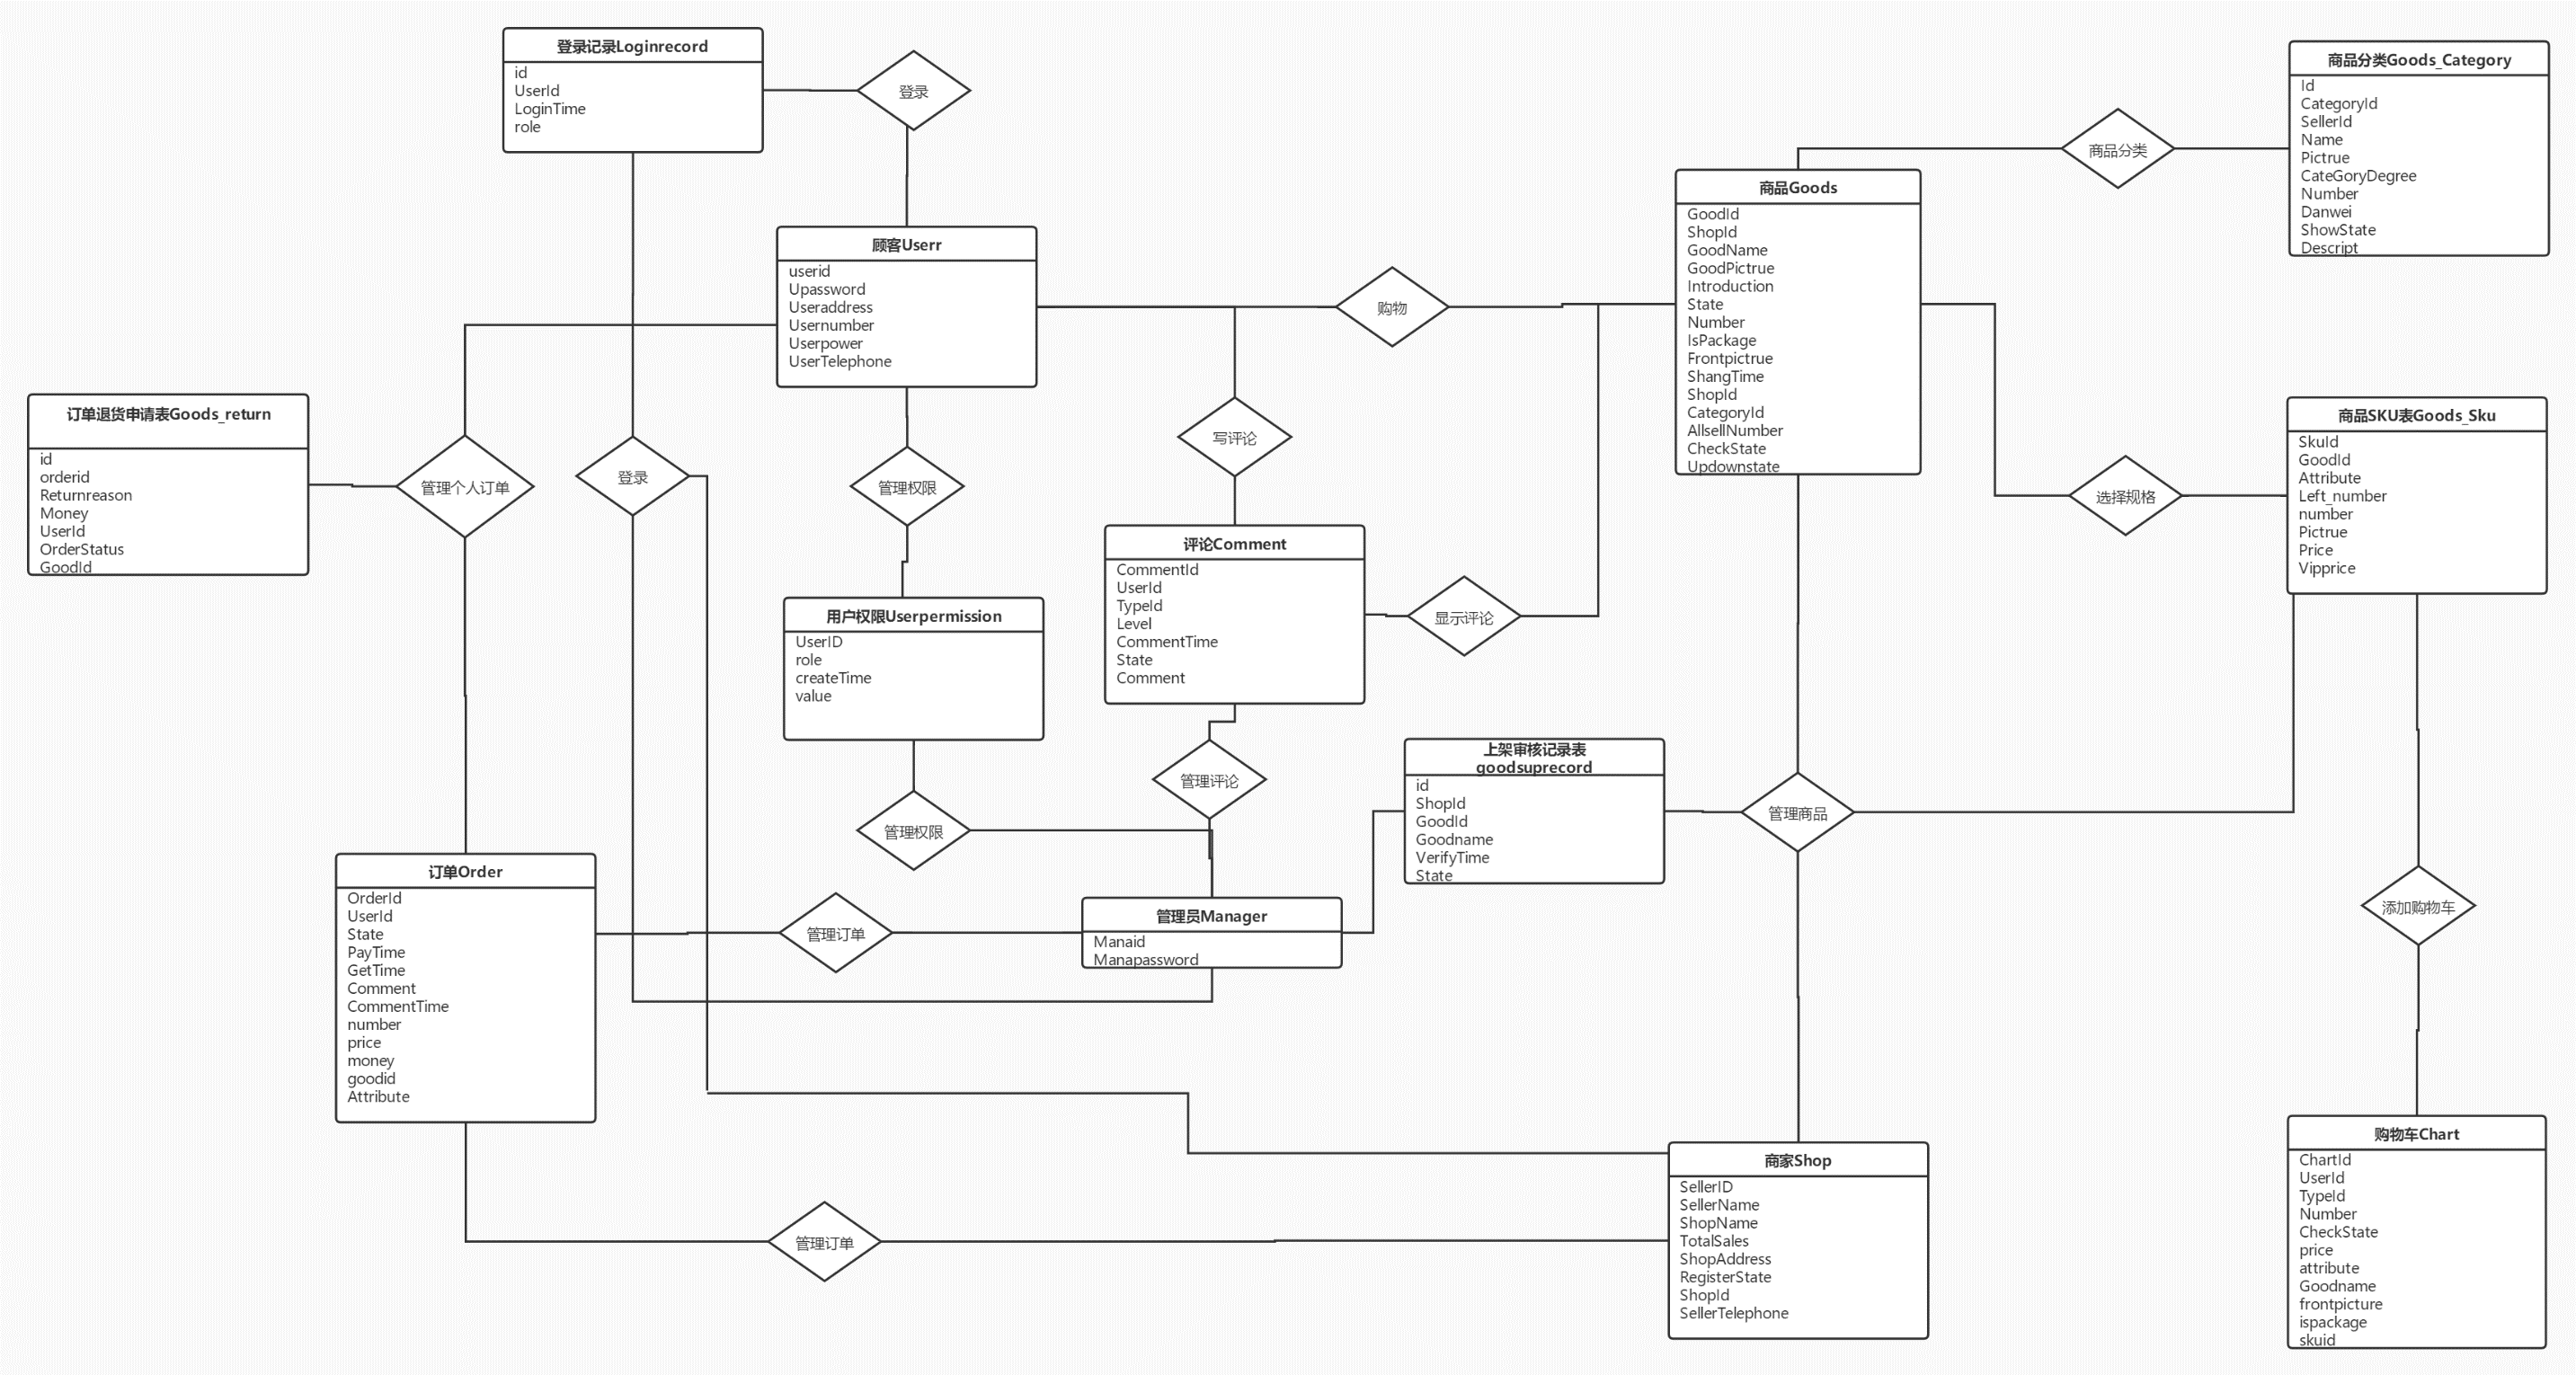 登录记录Loginrecord
id
UserId
LoginTime
role
登录
商品分类Goods_Category
Id
CategoryId
SellerId
Name
Pictrue
CateGoryDegree
Number
Danwei
ShowState
Descript
商品分类
商品Goods
GoodId
ShopId
GoodName
GoodPictrue
Introduction
State
Number
IsPackage
Frontpictrue
ShangTime
ShopId
CategoryId
AllsellNumber
CheckState
Updownstate
顾客Userr
userid
Upassword
Useraddress
Usernumber
Userpower
UserTelephone
购物
订单退货申请表Goods_return
id
orderid
Returnreason
Money
UserId
OrderStatus
GoodId
管理个人订单
登录
管理权限
写评论
商品SKU表Goods_Sku
SkuId
GoodId
Attribute
Left_number
number
Pictrue
Price
Vipprice
选择规格
评论Comment
CommentId
UserId
TypeId
Level
CommentTime
State
Comment
显示评论
用户权限Userpermission
UserID
role
createTime
value
管理评论
管理权限
上架审核记录表
goodsuprecord
id
ShopId
GoodId
Goodname
VerifyTime
State
管理商品
订单Order
OrderId
UserId
State
PayTime
GetTime
Comment
CommentTime
number
price
money
goodid
Attribute
管理订单
管理员Manager
Manaid
Manapassword
添加购物车
商家Shop
SellerID
SellerName
ShopName
TotalSales
ShopAddress
RegisterState
ShopId
SellerTelephone
管理订单
购物车Chart
ChartId
UserId
TypeId
Number
CheckState
price
attribute
Goodname
frontpicture
ispackage
skuid